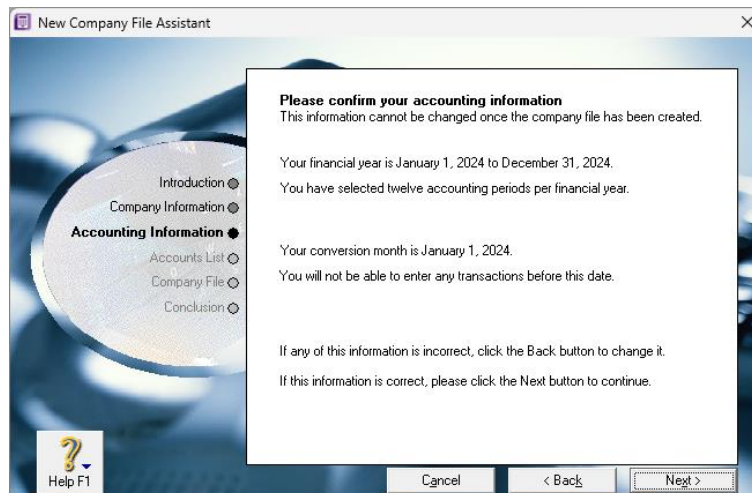 New Company File Assistant
Please confirm your accounting information
This information cannot be changed once the company file has been created.
Your financial year is January 1, 2024 to December 31, 2024.
You have selected twelve accounting periods per financial year.
Your conversion month is January 1, 2024.
You will not be able to enter any transactions before this date.
If any of this information is incorrect, click the Back button to change it.
If this information is correct, please click the Next button to continue.
Introduction
Company Information
Accounting Information
Accounts List
Company File
Conclusion
Help F1
Cancel
< Back
Next >